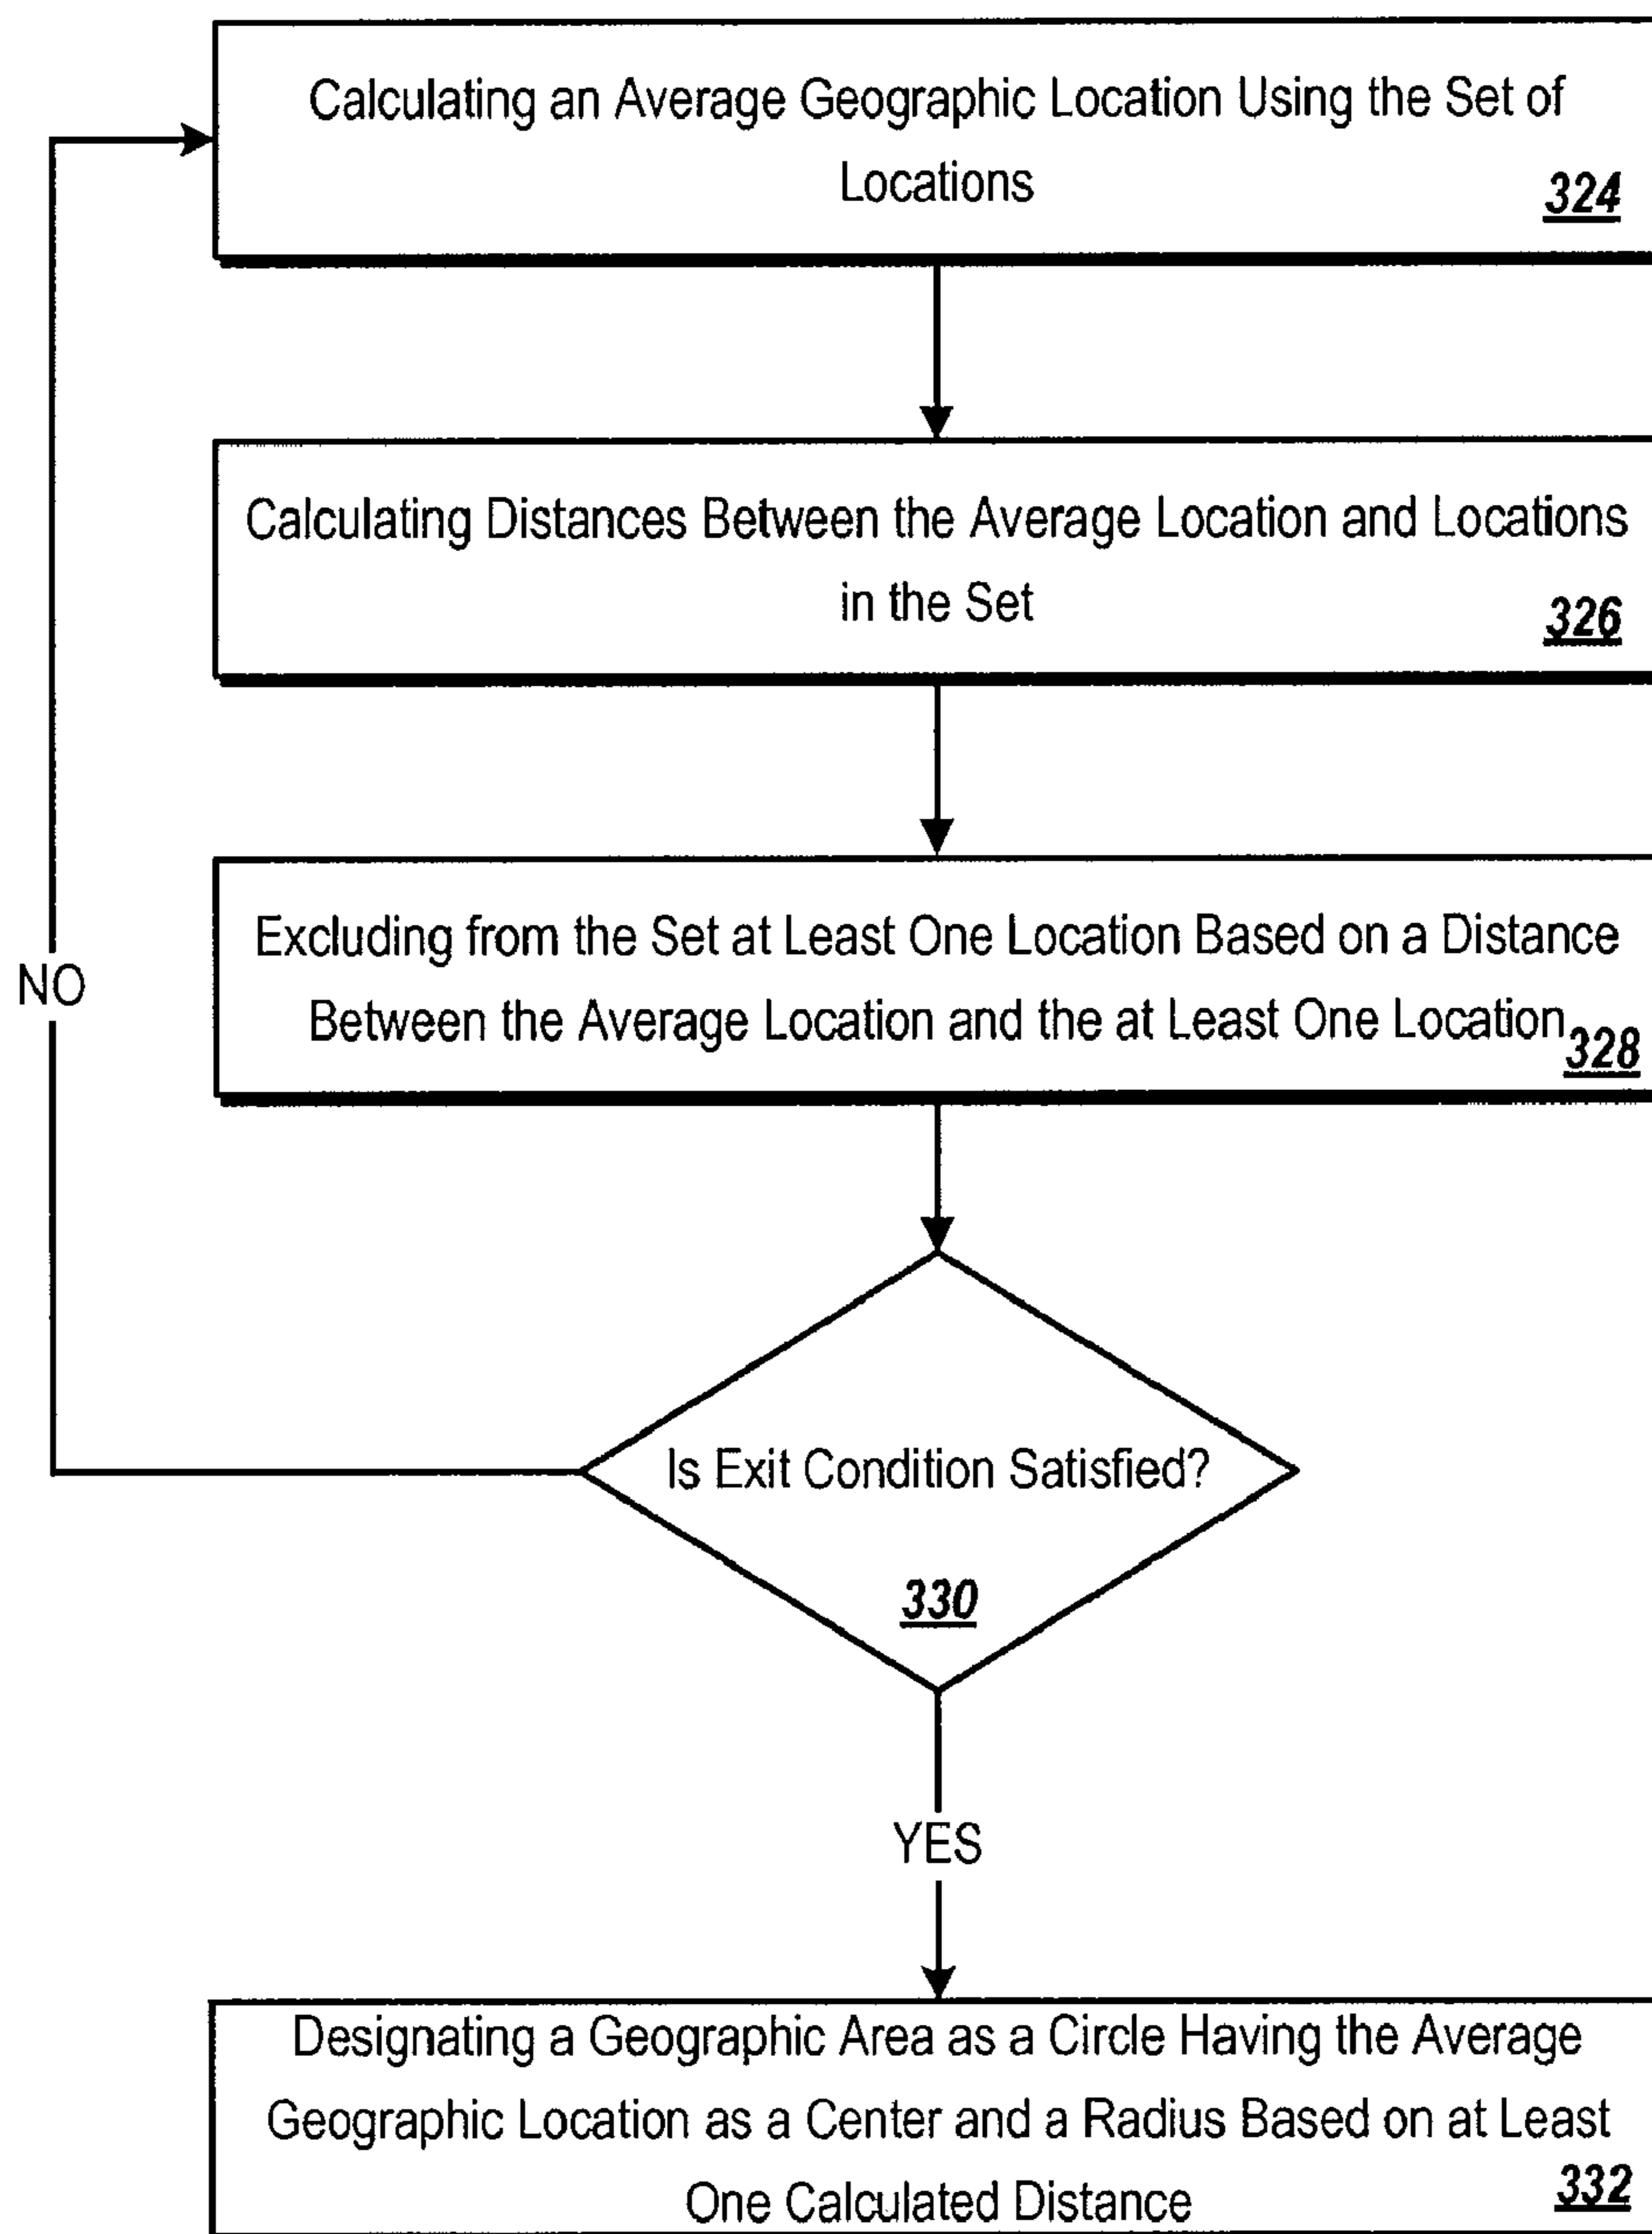 Calculating an Average Geographic Location Using the Set of
Locations
324
Calculating Distances Between the Average Location and Locations
in the Set
326
Excluding from the Set at Least One Location Based on a Distance
Between the Average Location and the at Least One Location
328
NO
Is Exit Condition Satisfied?
330
YES
Designating a Geographic Area as a Circle Having the Average
Geographic Location as a Center and a Radius Based on at Least
One Calculated Distance
332